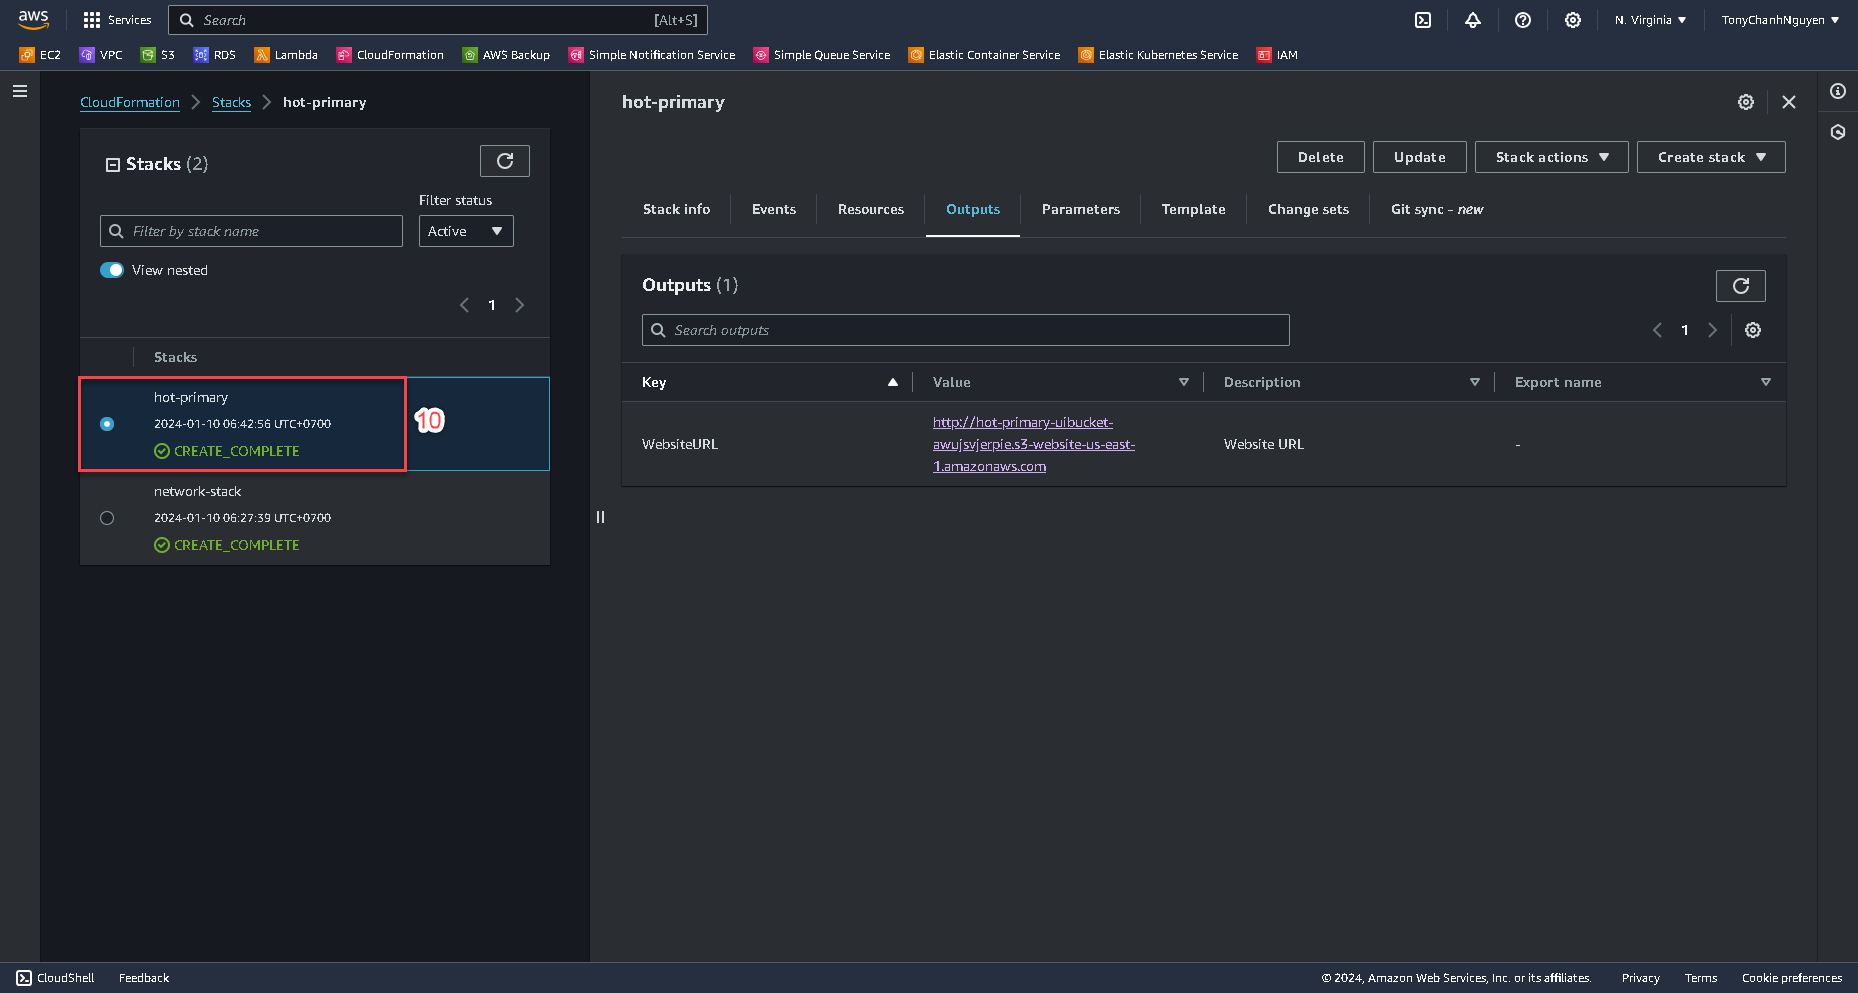 aws
Services
Search
[Alt+S]
N. Virginia
TonyChanhNguyen
EC2
VPC
S3
RDS
Lambda
CloudFormation
AWS Backup
Simple Notification Service
Simple Queue Service
Elastic Container Service
Elastic Kubernetes Service
IAM
CloudFormation
Stacks
hot-primary
Stacks (2)
Filter status
Filter by stack name
Active
View nested
1
Stacks
hot-primary
2024-01-10 06:42:56 UTC+0700
CREATE_COMPLETE
10
network-stack
2024-01-10 06:27:39 UTC+0700
CREATE_COMPLETE
hot-primary
Delete
Update
Stack actions
Create stack
Stack info
Events
Resources
Outputs
Parameters
Template
Change sets
Git sync - new
Outputs (1)
Search outputs
1
Key
Value
Description
Export name
WebsiteURL
http://hot-primary-uibucket-
awujsvjerpie.s3-website-us-east-
1.amazonaws.com
Website URL
-
CloudShell
Feedback
© 2024, Amazon Web Services, Inc. or its affiliates.
Privacy
Terms
Cookie preferences